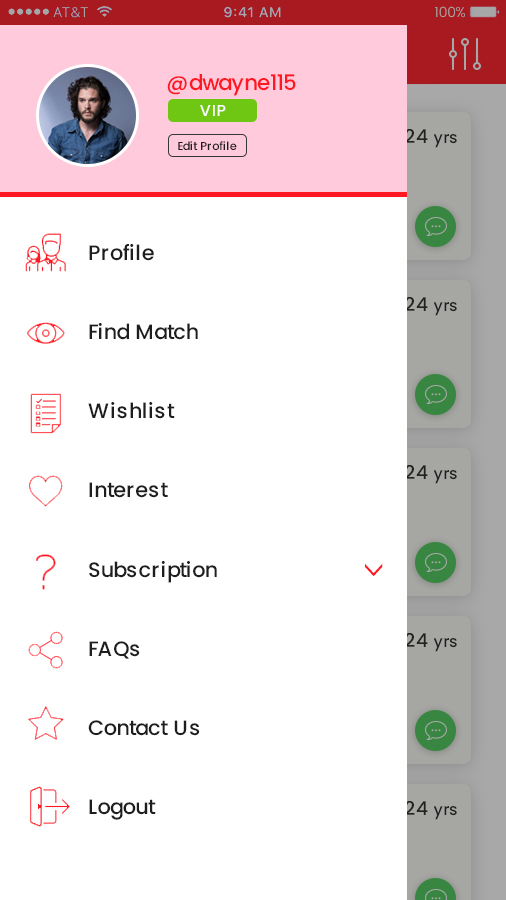 AT&T 9:41 AM 100%
@dwayne115
VIP
Edit Profile
24 yrs
Profile
24 yrs
Find Match
Wishlist
24 yrs
Interest
Subscription
24 yrs
FAQs
Contact Us
24 yrs
Logout